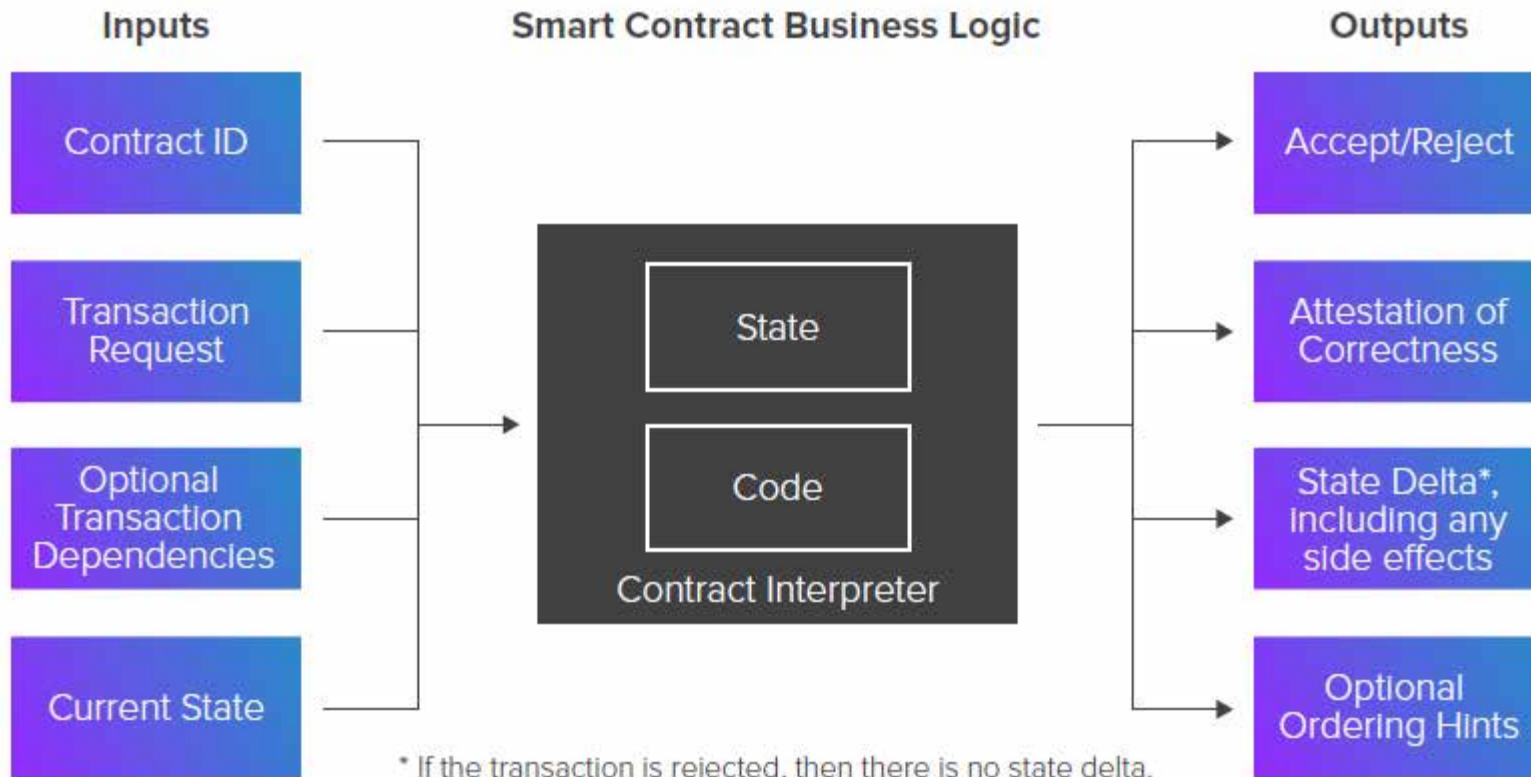 Inputs
Smart Contract Business Logic
Outputs
Contract ID
Transaction
Request
Optional
Transaction
Dependencies
Current State
State
Code
Contract Interpreter
Accept/Reject
Attestation of
Correctness
State Delta*,
including any
side effects
Optional
Ordering Hints
* If the transaction is rejected, then there is no state delta.